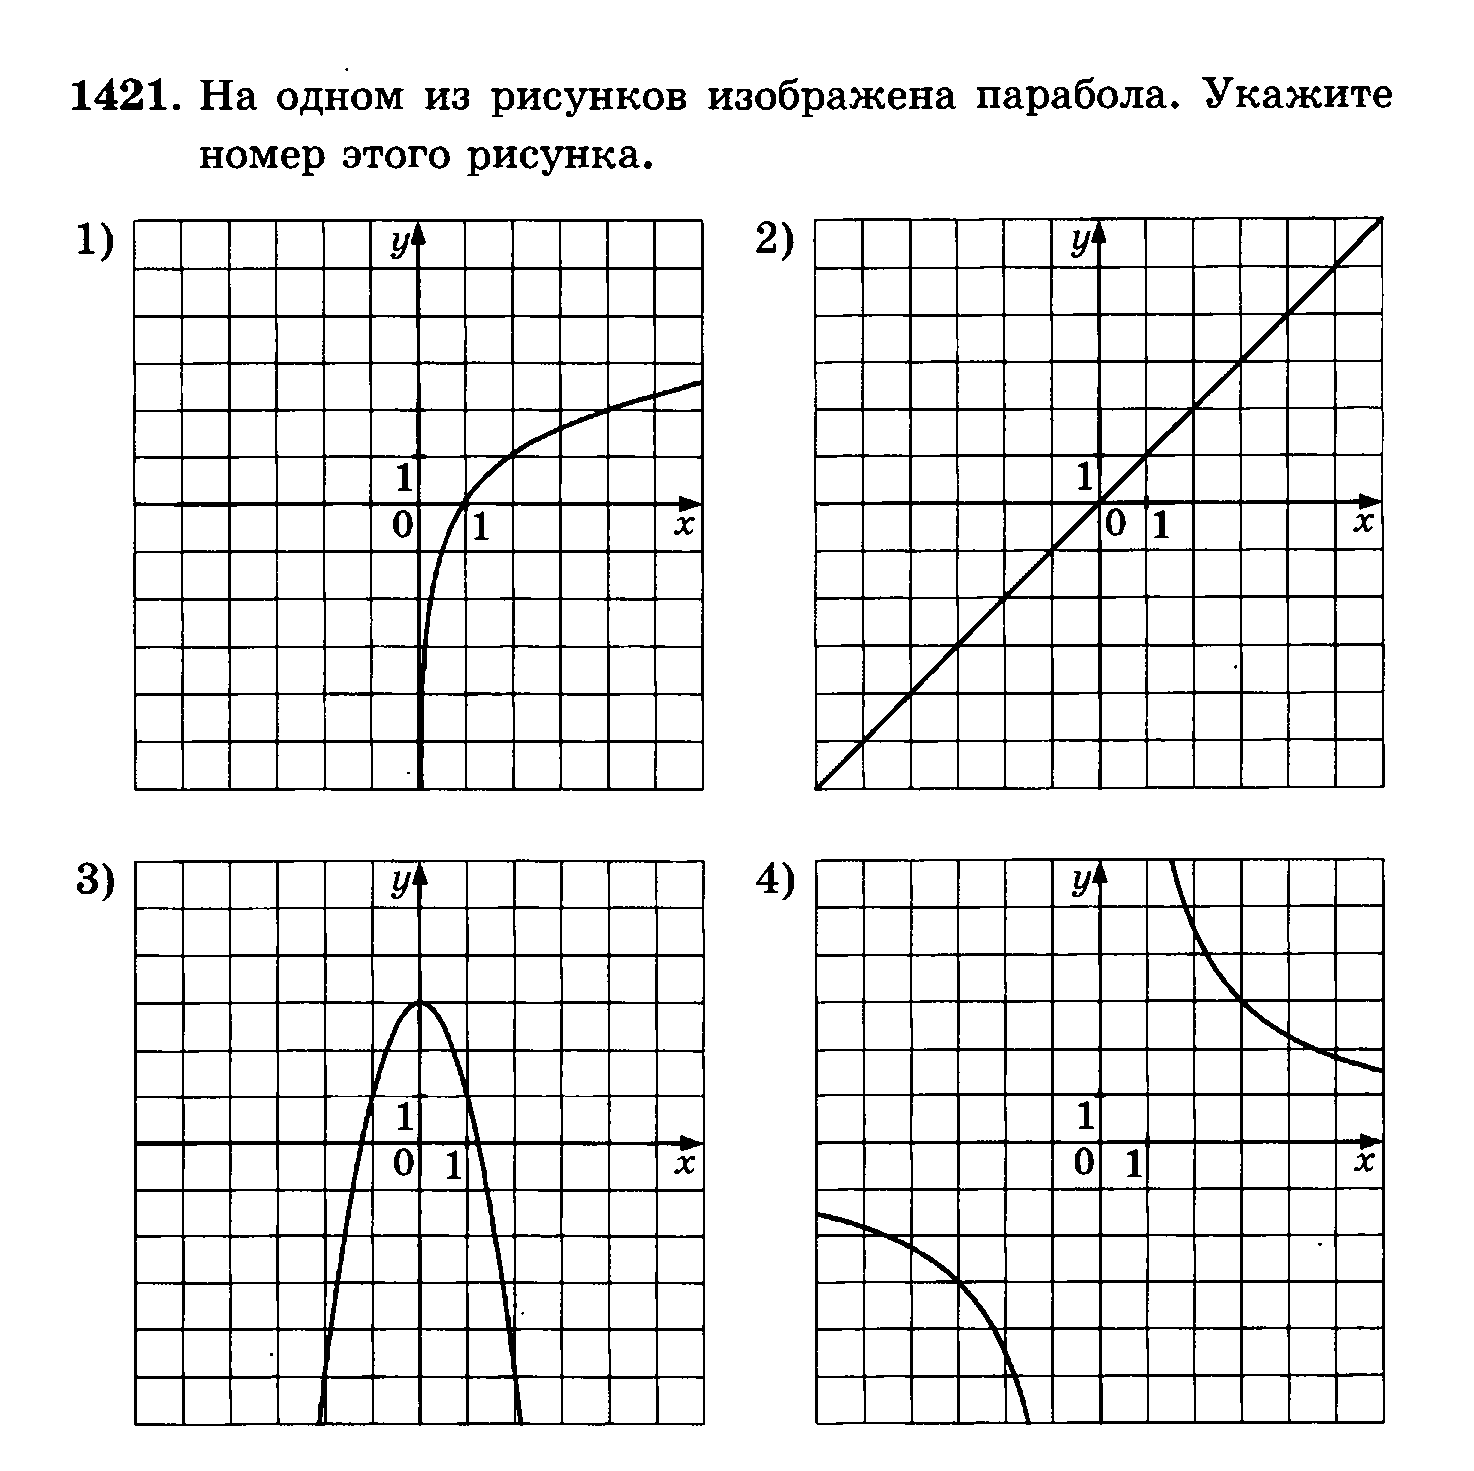 1421. На одном из рисунков изображена парабола. Укажите
номер этого рисунка.
1)
y
1
0
1
x
2)
y
1
0
1
x
3)
y
1
0
1
x
4)
y
1
0
1
x